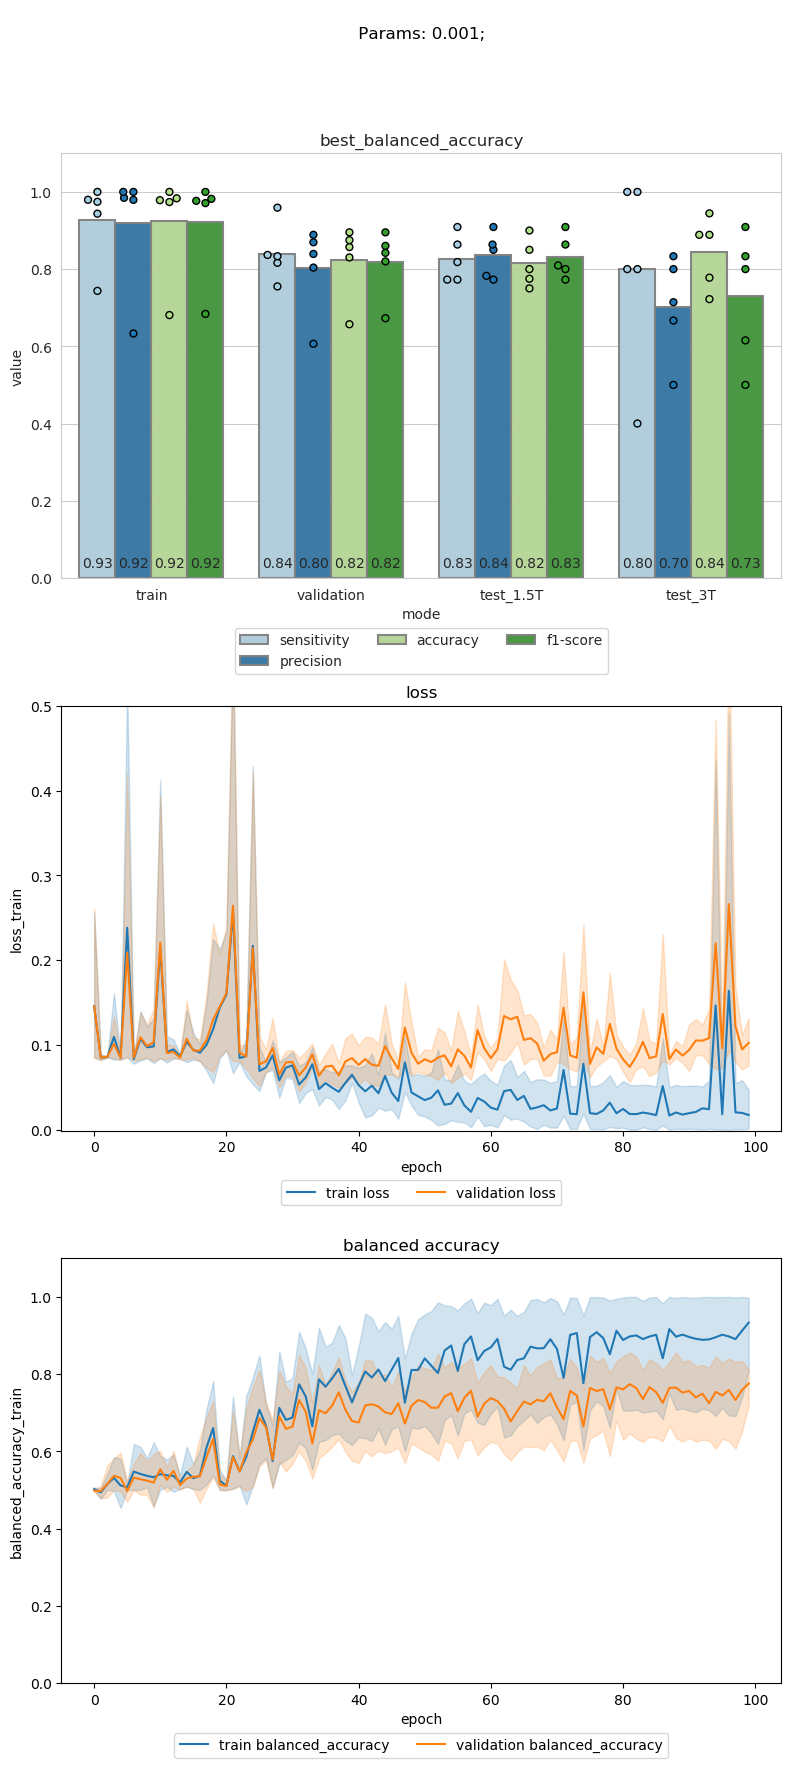 Params: 0.001;
best_balanced_accuracy
value
1.0
0.8
0.6
0.4
0.2
0.0
0.93 0.92 0.92 0.92 0.84 0.80 0.82 0.82 0.83 0.84 0.82 0.83 0.80 0.70 0.84 0.73
train validation test_1.5T test_3T
mode
sensitivity accuracy f1-score
precision
loss
loss_train
0.5
0.4
0.3
0.2
0.1
0.0
0 20 40 60 80 100
epoch
train loss validation loss
balanced accuracy
balanced_accuracy_train
1.0
0.8
0.6
0.4
0.2
0.0
0 20 40 60 80 100
epoch
train balanced_accuracy validation balanced_accuracy